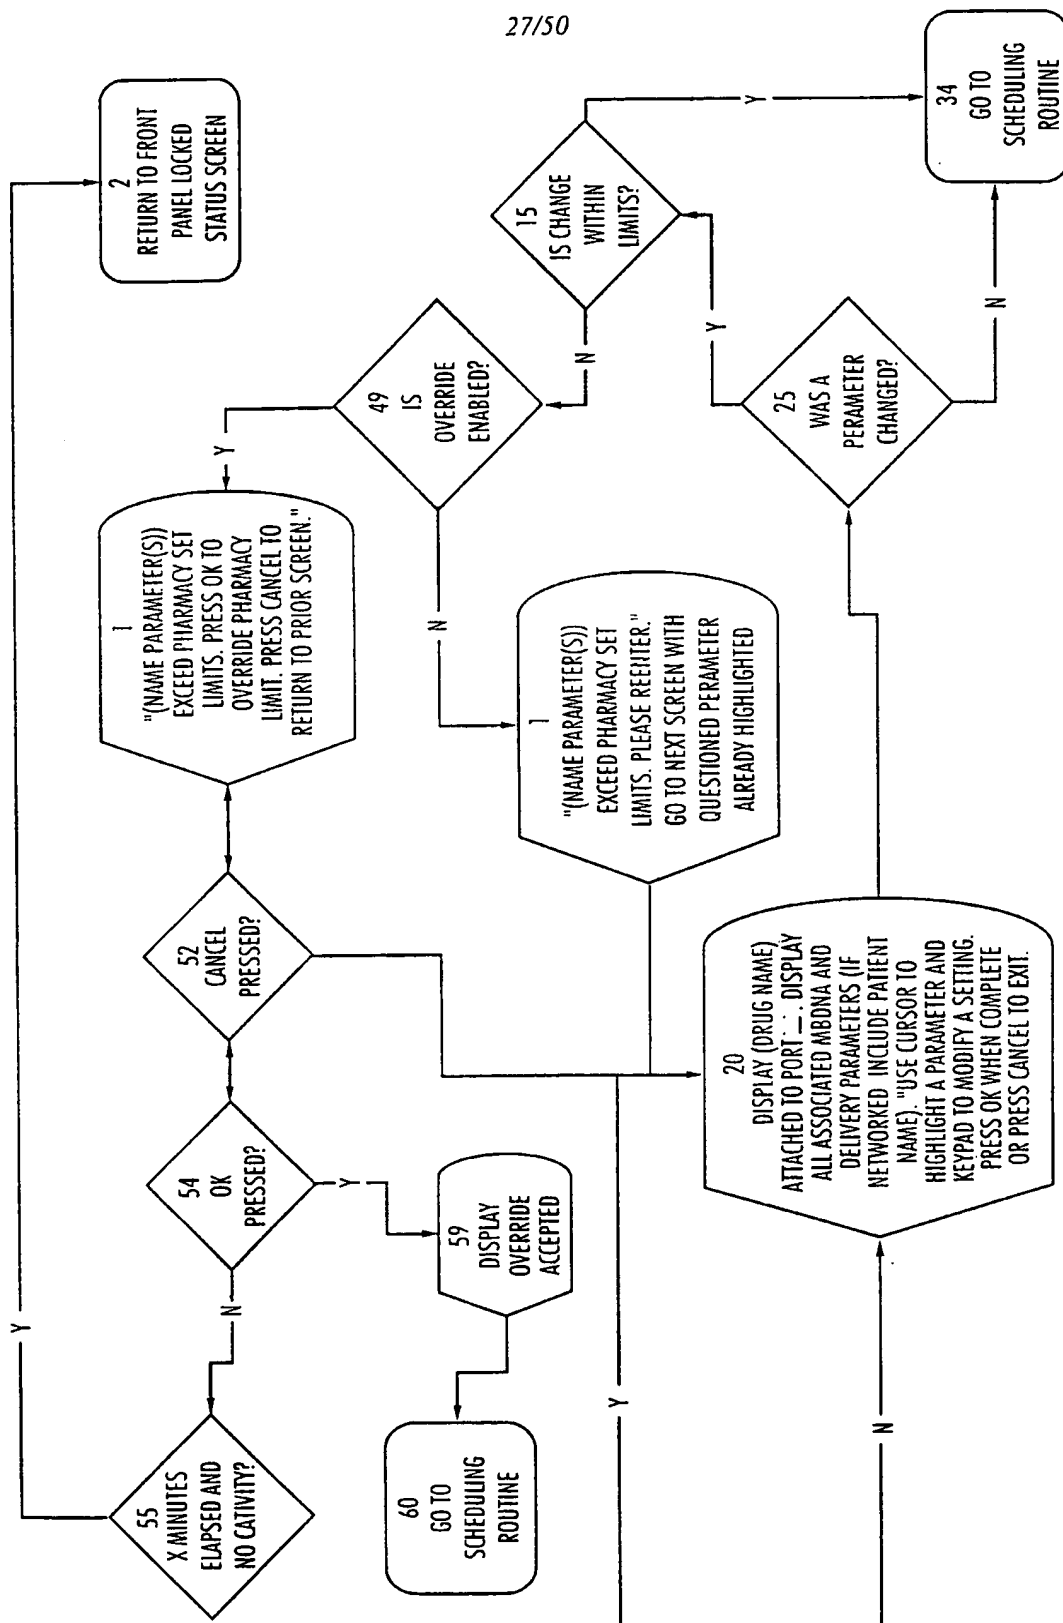 27/50
2
RETURN TO FRONT
PANEL LOCKED
STATUS SCREEN
Y
1
"(NAME PARAMETER(S))
EXCEED PHARMACY SET
LIMITS. PRESS OK TO
OVERRIDE PHARMACY
LIMIT. PRESS CANCEL TO
RETURN TO PRIOR SCREEN."
52
CANCEL
PRESSED?
54
OK
PRESSED?
N
Y
55
X MINUTES
ELAPSED AND
NO CATIVITY?
59
DISPLAY
OVERRIDE
ACCEPTED
60
GO TO
SCHEDULING
ROUTINE
Y
49
IS
OVERRIDE
ENABLED?
N
1
"(NAME PARAMETER(S)
EXCEED PHARMACY SET
LIMITS. PLEASE REENTER."
GO TO NEXT SCREEN WITH
QUESTIONED PERAMETER
ALREADY HIGHLIGHTED
N
15
IS CHANGE
WITHIN
LIMITS?
Y
34
GO TO
SCHEDULING
ROUTINE
Y
25
WAS A
PERAMETER
CHANGED?
N
20
DISPLAY (DRUG NAME)
ATTACHED TO PORT _ _. DISPLAY
ALL ASSOCIATED MBDNA AND
DELIVERY PARAMETERS (IF
NETWORKED INCLUDE PATIENT
NAME). "USE CURSOR TO
HIGHLIGHT A PARAMETER AND
KEYPAD TO MODIFY A SETTING.
PRESS OK WHEN COMPLETE
OR PRESS CANCEL TO EXIT.
Y
N